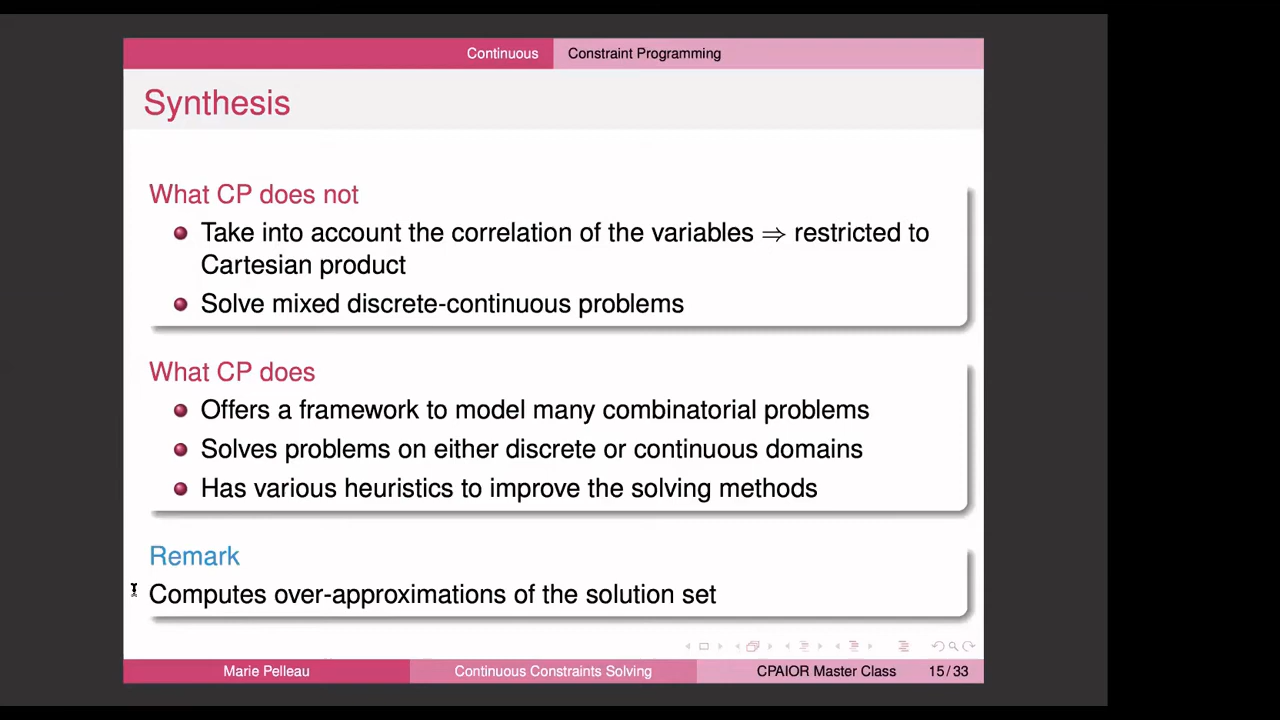 Continuous Constraint Programming
Synthesis
What CP does not
Take into account the correlation of the variables ⇒ restricted to
Cartesian product
Solve mixed discrete-continuous problems
What CP does
Offers a framework to model many combinatorial problems
Solves problems on either discrete or continuous domains
Has various heuristics to improve the solving methods
Remark
Computes over-approximations of the solution set
Marie Pelleau Continuous Constraints Solving CPAIOR Master Class 15/33